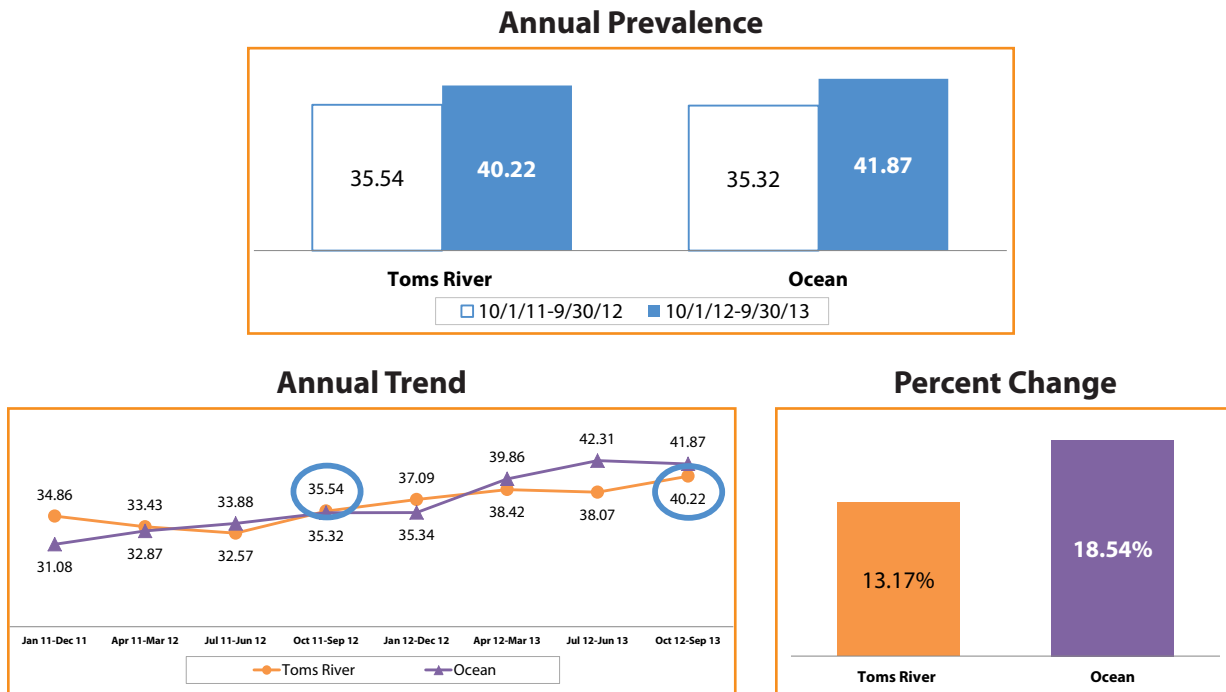 Annual Prevalence
35.54 40.22 35.32 41.87
Toms River Ocean
10/1/11-9/30/12 10/1/12-9/30/13
Annual Trend
42.31 41.87
39.86
34.86 33.43 33.88 35.54 37.09
31.08 32.87 32.57 35.32 35.34 38.42 38.07 40.22
Jan 11-Dec 11 Apr 11-Mar 12 Jul 11-Jun 12 Oct 11-Sep 12 Jan 12-Dec 12 Apr 12-Mar 13 Jul 12-Jun 13 Oct 12-Sep 13
Toms River Ocean
Percent Change
13.17% 18.54%
Toms River Ocean